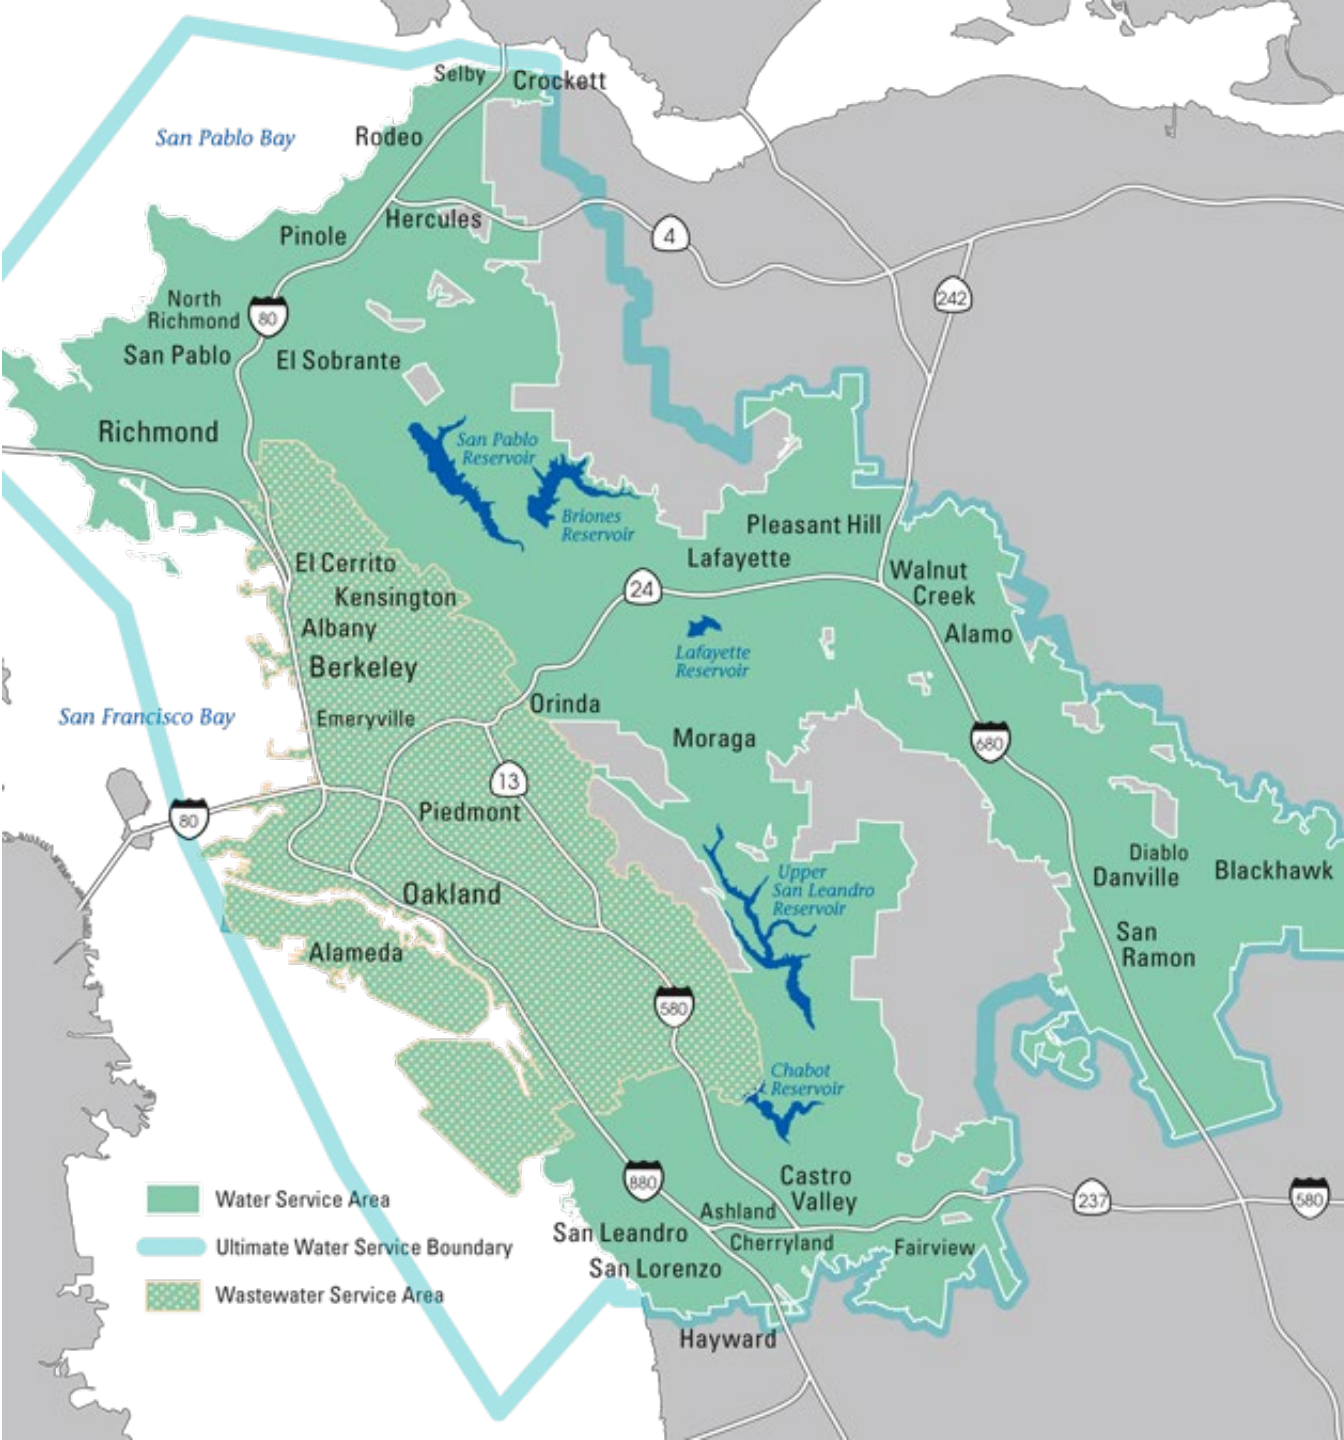 Selby
Crockett
San Pablo Bay
Rodeo
Hercules
Pinole
4
North
Richmond
80
242
San Pablo
El Sobrante
Richmond
San Pablo
Reservoir
Briones
Reservoir
Pleasant Hill
Lafayette
El Cerrito
Walnut
Creek
24
Kensington
Albany
Alamo
Berkeley
Lafayette
Reservoir
San Francisco Bay
Emeryville
Orinda
Moraga
680
13
Piedmont
80
Diablo
Danville
Blackhawk
Upper
San Leandro
Reservoir
Oakland
Alameda
San
Ramon
580
Chabot
Reservoir
880
Castro
Valley
237
580
Water Service Area
Ashland
San Leandro
Cherryland
Fairview
Ultimate Water Service Boundary
San Lorenzo
Wastewater Service Area
Hayward